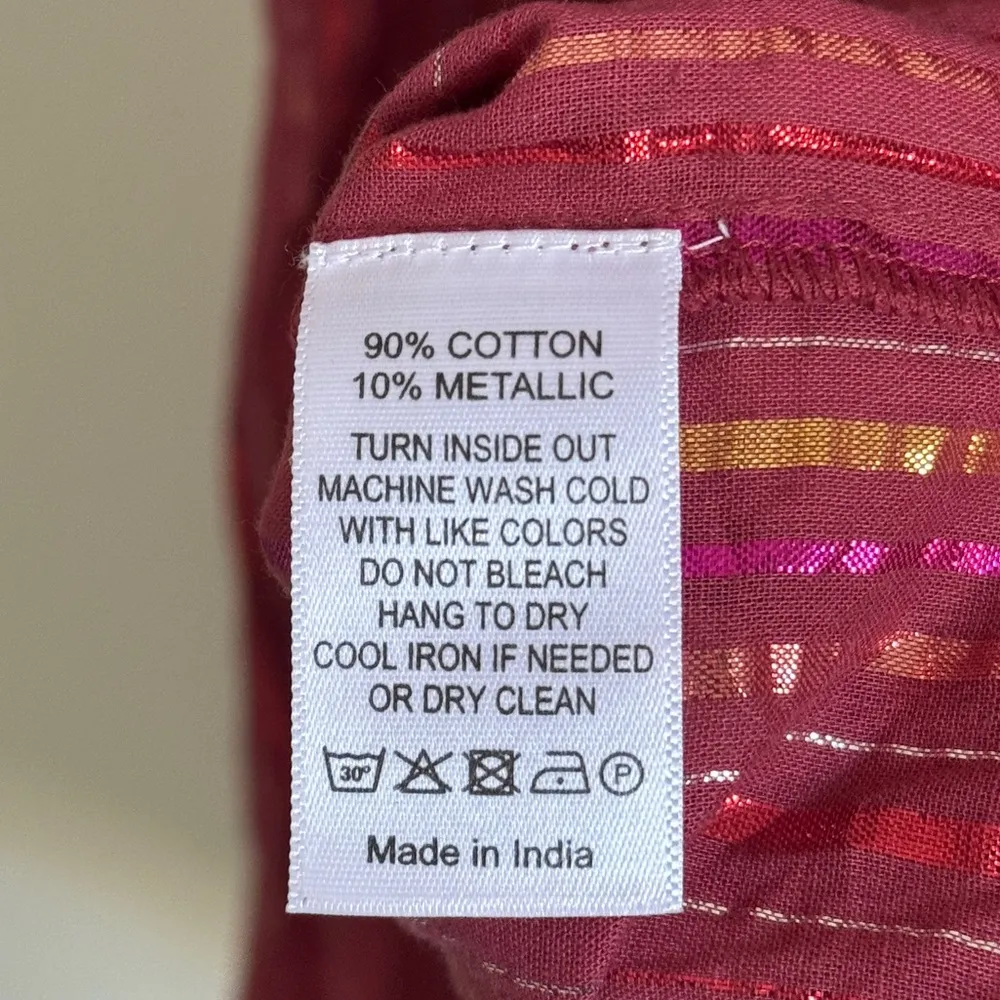 90% COTTON
10% METALLIC
TURN INSIDE OUT
MACHINE WASH COLD
WITH LIKE COLORS
DO NOT BLEACH
HANG TO DRY
COOL IRON IF NEEDED
OR DRY CLEAN
30° P
Made in India